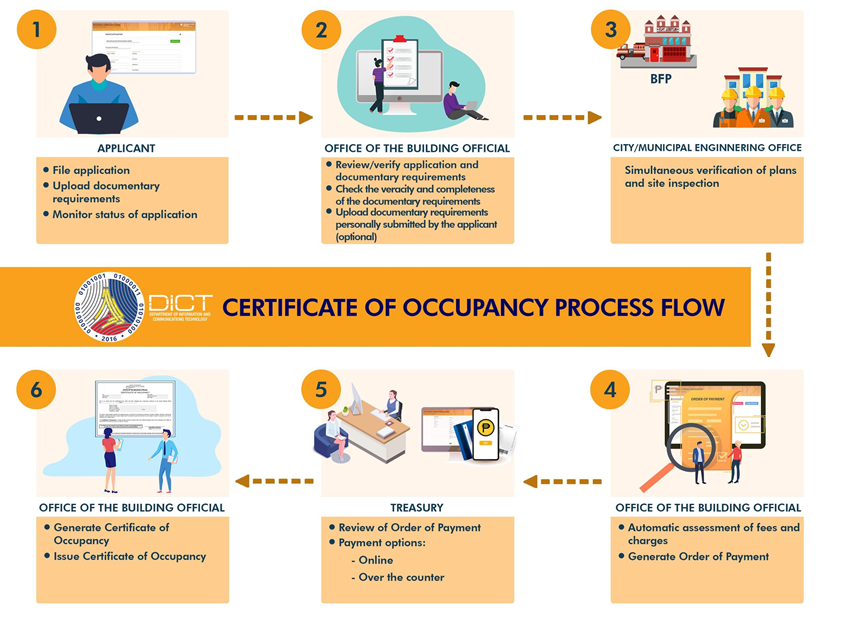 1
APPLICANT
● File application
● Upload documentary
requirements
● Monitor status of application
2
OFFICE OF THE BUILDING OFFICIAL
● Review/verify application and
documentary requirements
● Check the veracity and completeness
of the documentary requirements
● Upload documentary requirements
personally submitted by the applicant
(optional)
3
BFP
CITY/MUNICIPAL ENGINNERING OFFICE
Simultaneous verification of plans
and site inspection
01001001 01000011 01010100
2016
DICT
DEPARTMENT OF INFORMATION AND
COMMUNICATIONS TECHNOLOGY
CERTIFICATE OF OCCUPANCY PROCESS FLOW
6
OFFICE OF THE BUILDING OFFICIAL
● Generate Certificate of
Occupancy
● Issue Certificate of Occupancy
5
TREASURY
● Review of Order of Payment
● Payment options:
- Online
- Over the counter
4
ORDER OF PAYMENT
OFFICE OF THE BUILDING OFFICIAL
● Automatic assessment of fees and
charges
● Generate Order of Payment